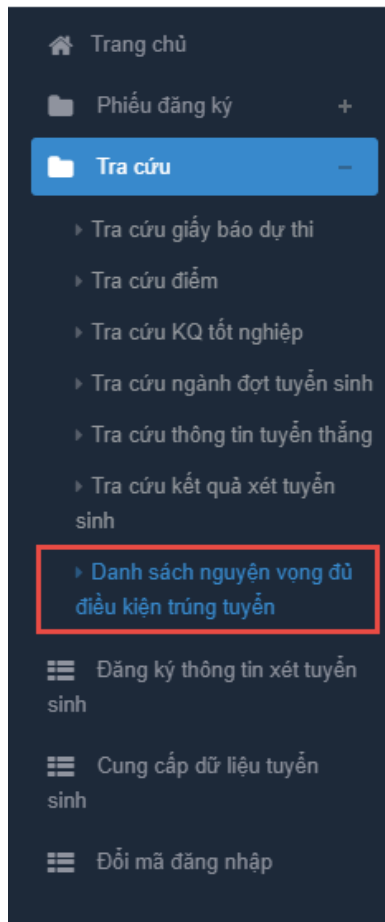 Trang chủ
Phiếu đăng ký +
Tra cứu −
Tra cứu giấy báo dự thi
Tra cứu điểm
Tra cứu KQ tốt nghiệp
Tra cứu ngành đợt tuyển sinh
Tra cứu thông tin tuyển thẳng
Tra cứu kết quả xét tuyển
sinh
Danh sách nguyện vọng đủ
điều kiện trúng tuyển
Đăng ký thông tin xét tuyển
sinh
Cung cấp dữ liệu tuyển
sinh
Đổi mã đăng nhập